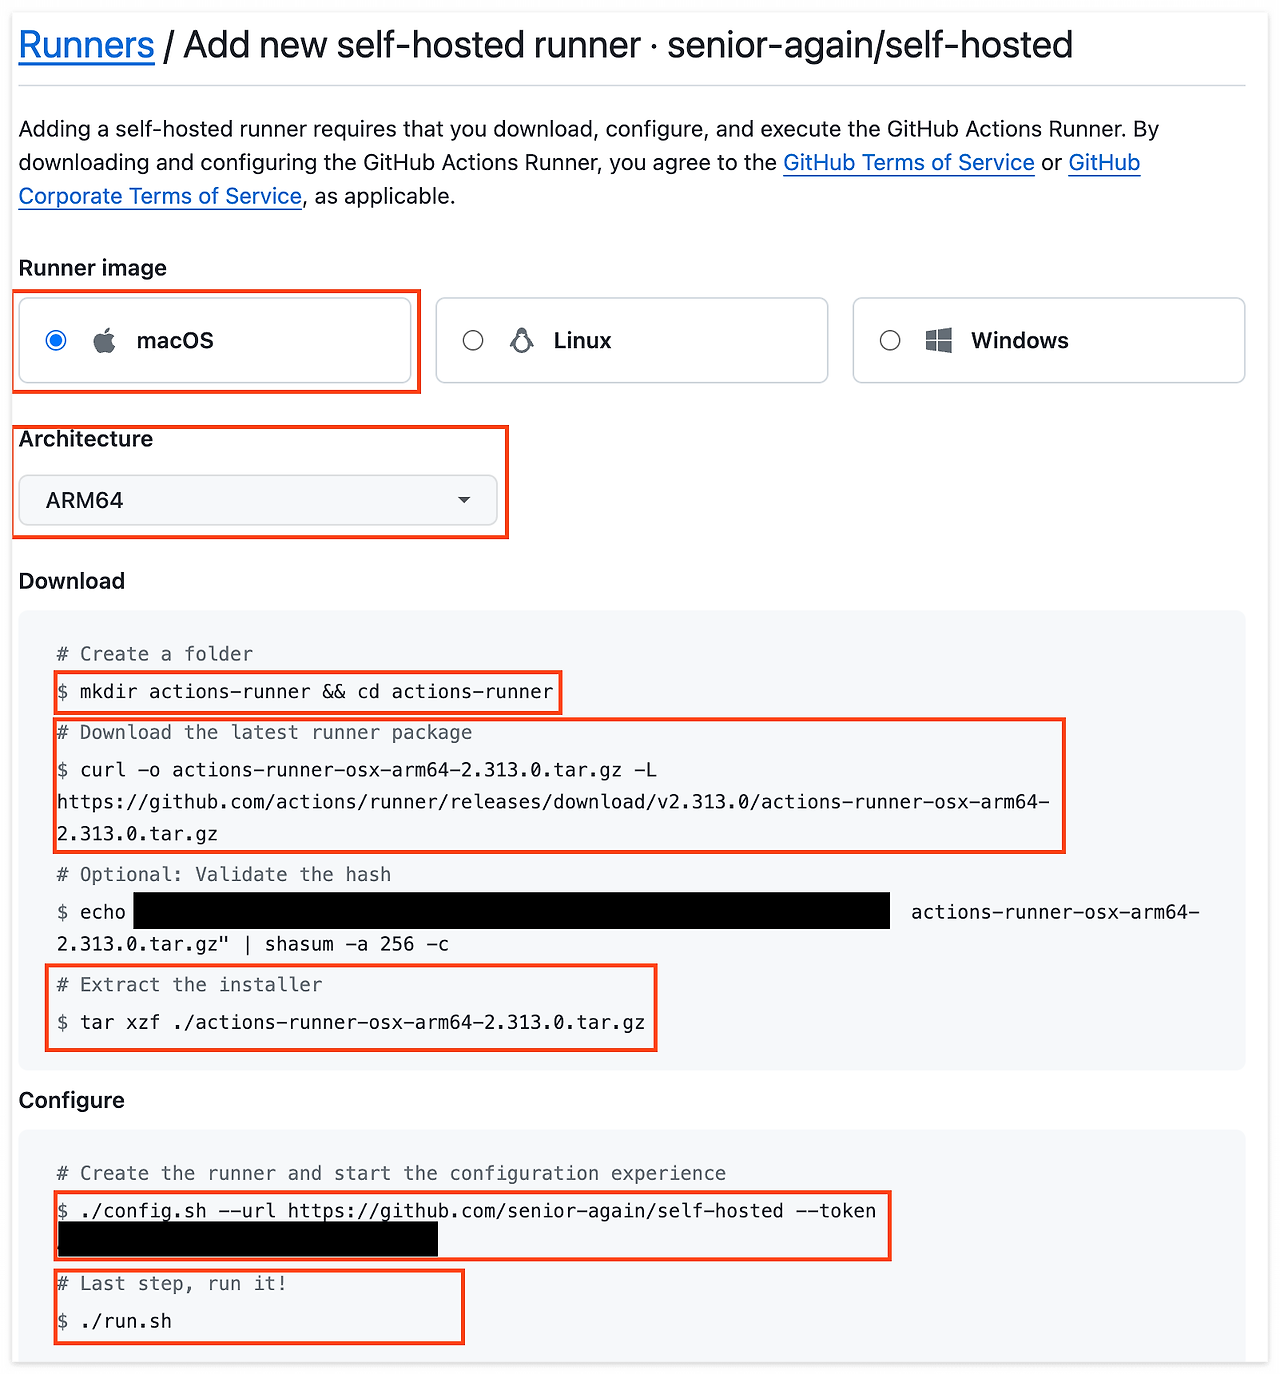 Runners / Add new self-hosted runner · senior-again/self-hosted
Adding a self-hosted runner requires that you download, configure, and execute the GitHub Actions Runner. By
downloading and configuring the GitHub Actions Runner, you agree to the GitHub Terms of Service or GitHub
Corporate Terms of Service, as applicable.
Runner image
macOS
Linux
Windows
Architecture
ARM64
Download
# Create a folder
$ mkdir actions-runner && cd actions-runner
# Download the latest runner package
$ curl -o actions-runner-osx-arm64-2.313.0.tar.gz -L
https://github.com/actions/runner/releases/download/v2.313.0/actions-runner-osx-arm64-
2.313.0.tar.gz
# Optional: Validate the hash
$ echo actions-runner-osx-arm64-
2.313.0.tar.gz" | shasum -a 256 -c
# Extract the installer
$ tar xzf ./actions-runner-osx-arm64-2.313.0.tar.gz
Configure
# Create the runner and start the configuration experience
$ ./config.sh --url https://github.com/senior-again/self-hosted --token
# Last step, run it!
$ ./run.sh